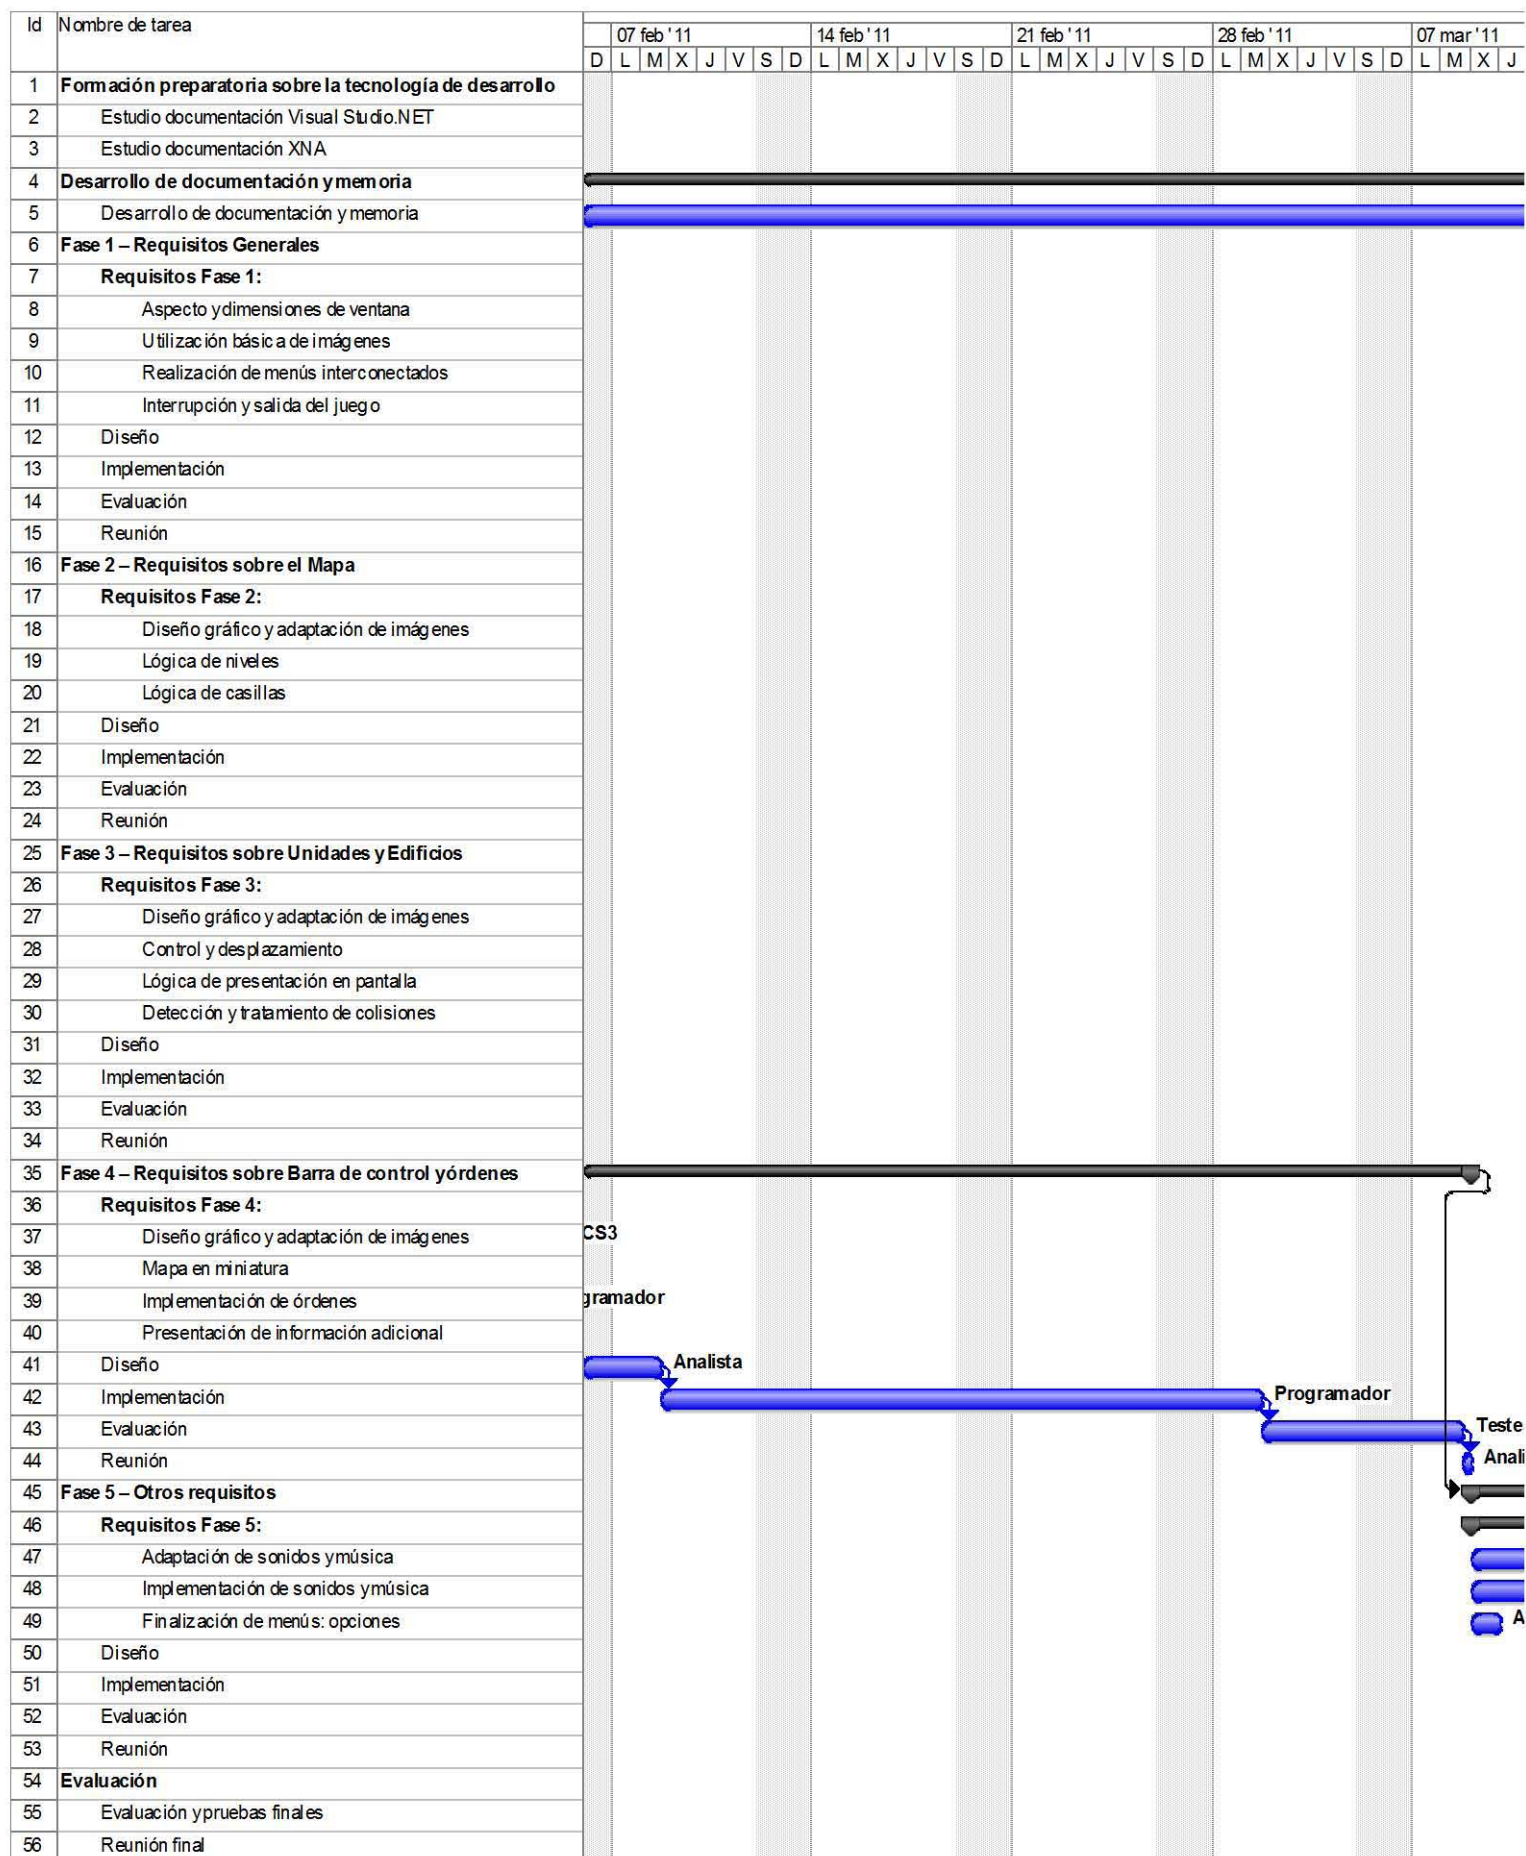 Id Nombre de tarea
07 feb '11 14 feb '11 21 feb '11 28 feb '11 07 mar '11
D L M X J V S D L M X J V S D L M X J V S D L M X J V S D L M X J
1 Formación preparatoria sobre la tecnología de desarrollo
2 Estudio documentación Visual Studio.NET
3 Estudio documentación XNA
4 Desarrollo de documentación y memoria
5 Desarrollo de documentación y memoria
6 Fase 1 – Requisitos Generales
7 Requisitos Fase 1:
8 Aspecto y dimensiones de ventana
9 Utilización básica de imágenes
10 Realización de menús interconectados
11 Interrupción y salida del juego
12 Diseño
13 Implementación
14 Evaluación
15 Reunión
16 Fase 2 – Requisitos sobre el Mapa
17 Requisitos Fase 2:
18 Diseño gráfico y adaptación de imágenes
19 Lógica de niveles
20 Lógica de casillas
21 Diseño
22 Implementación
23 Evaluación
24 Reunión
25 Fase 3 – Requisitos sobre Unidades y Edificios
26 Requisitos Fase 3:
27 Diseño gráfico y adaptación de imágenes
28 Control y desplazamiento
29 Lógica de presentación en pantalla
30 Detección y tratamiento de colisiones
31 Diseño
32 Implementación
33 Evaluación
34 Reunión
35 Fase 4 – Requisitos sobre Barra de control y órdenes
36 Requisitos Fase 4:
37 Diseño gráfico y adaptación de imágenes CS3
38 Mapa en miniatura
39 Implementación de órdenes gramador
40 Presentación de información adicional
41 Diseño Analista
42 Implementación Programador
43 Evaluación Teste
44 Reunión Anali
45 Fase 5 – Otros requisitos
46 Requisitos Fase 5:
47 Adaptación de sonidos y música
48 Implementación de sonidos y música
49 Finalización de menús: opciones A
50 Diseño
51 Implementación
52 Evaluación
53 Reunión
54 Evaluación
55 Evaluación y pruebas finales
56 Reunión final